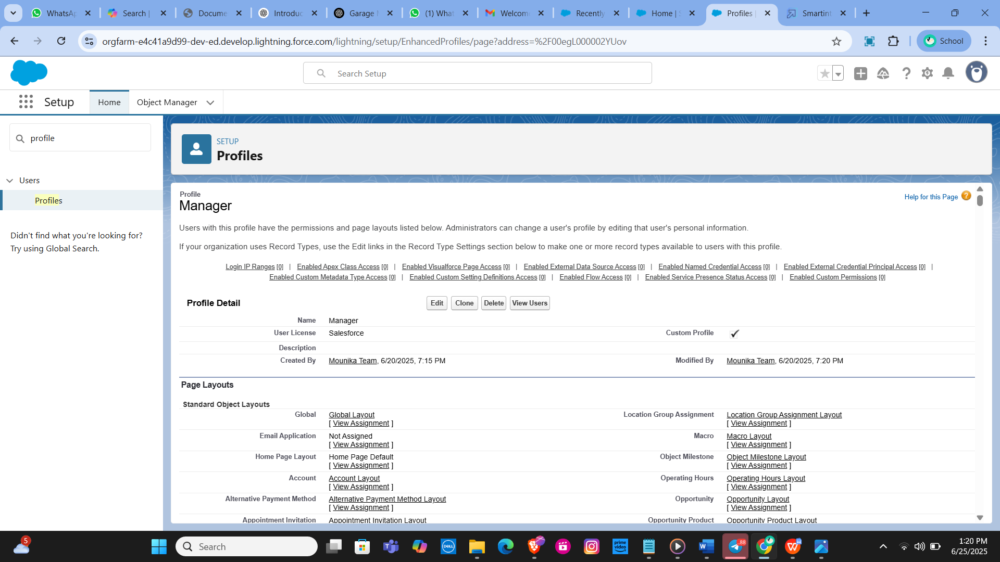 WhatsAp
Search |
Docume
Introduc
Garage M
(1) What
Welcom
Recently
Home | S
Profiles |
Smartint
orgfarm-e4c41a9d99-dev-ed.develop.lightning.force.com/lightning/setup/EnhancedProfiles/page?address=%2F00egL000002YUov
School
Search Setup
Setup
Home
Object Manager
profile
Users
Profiles
Didn't find what you're looking for?
Try using Global Search.
SETUP
Profiles
Profile
Manager
Help for this Page
Users with this profile have the permissions and page layouts listed below. Administrators can change a user's profile by editing that user's personal information.
If your organization uses Record Types, use the Edit links in the Record Type Settings section below to make one or more record types available to users with this profile.
Login IP Ranges [0] | Enabled Apex Class Access [0] | Enabled Visualforce Page Access [0] | Enabled External Data Source Access [0] | Enabled Named Credential Access [0] | Enabled External Credential Principal Access [0] |
Enabled Custom Metadata Type Access [0] | Enabled Custom Setting Definitions Access [0] | Enabled Flow Access [0] | Enabled Service Presence Status Access [0] | Enabled Custom Permissions [0]
Profile Detail Edit Clone Delete View Users
Name Manager
User License Salesforce Custom Profile
Description
Created By Mounika Team, 6/20/2025, 7:15 PM Modified By Mounika Team, 6/20/2025, 7:20 PM
Page Layouts
Standard Object Layouts
Global Global Layout Location Group Assignment Location Group Assignment Layout
[ View Assignment ] [ View Assignment ]
Email Application Not Assigned Macro Macro Layout
[ View Assignment ] [ View Assignment ]
Home Page Layout Home Page Default Object Milestone Object Milestone Layout
[ View Assignment ] [ View Assignment ]
Account Account Layout Operating Hours Operating Hours Layout
[ View Assignment ] [ View Assignment ]
Alternative Payment Method Alternative Payment Method Layout Opportunity Opportunity Layout
[ View Assignment ] [ View Assignment ]
Appointment Invitation Appointment Invitation Layout Opportunity Product Opportunity Product Layout
5
Search
DELL
prime video
W
.88
1:20 PM
6/25/2025